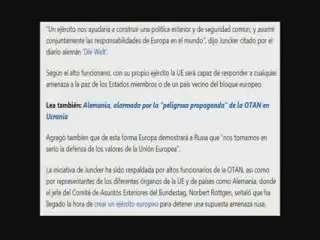 "Un ejército nos ayudaría a construir una política exterior y de seguridad común, y asumir
conjuntamente las responsabilidades de Europa en el mundo", dijo Juncker citado por el
diario alemán "Die Welt".
Según el alto funcionario, con su propio ejército la UE será capaz de responder a cualquier
amenaza a la paz de los Estados miembros o de un país vecino del bloque europeo.
Lea también: Alemania, alarmada por la "peligrosa propaganda" de la OTAN en
Ucrania
Agregó tambien que de esta forma Europa demostrará a Rusia que "nos tomamos en
serio la defensa de los valores de la Unión Europea".
La iniciativa de Juncker ha sido respaldada por altos funcionarios de la OTAN, así como
por representantes de los diferentes órganos de la UE y de países como Alemania, donde
el jefe del Comité de Asuntos Exteriores del Bundestag, Norbert Röttgen, señaló que ha
llegado la hora de crear un ejército europeo para detener una supuesta amenaza rusa.